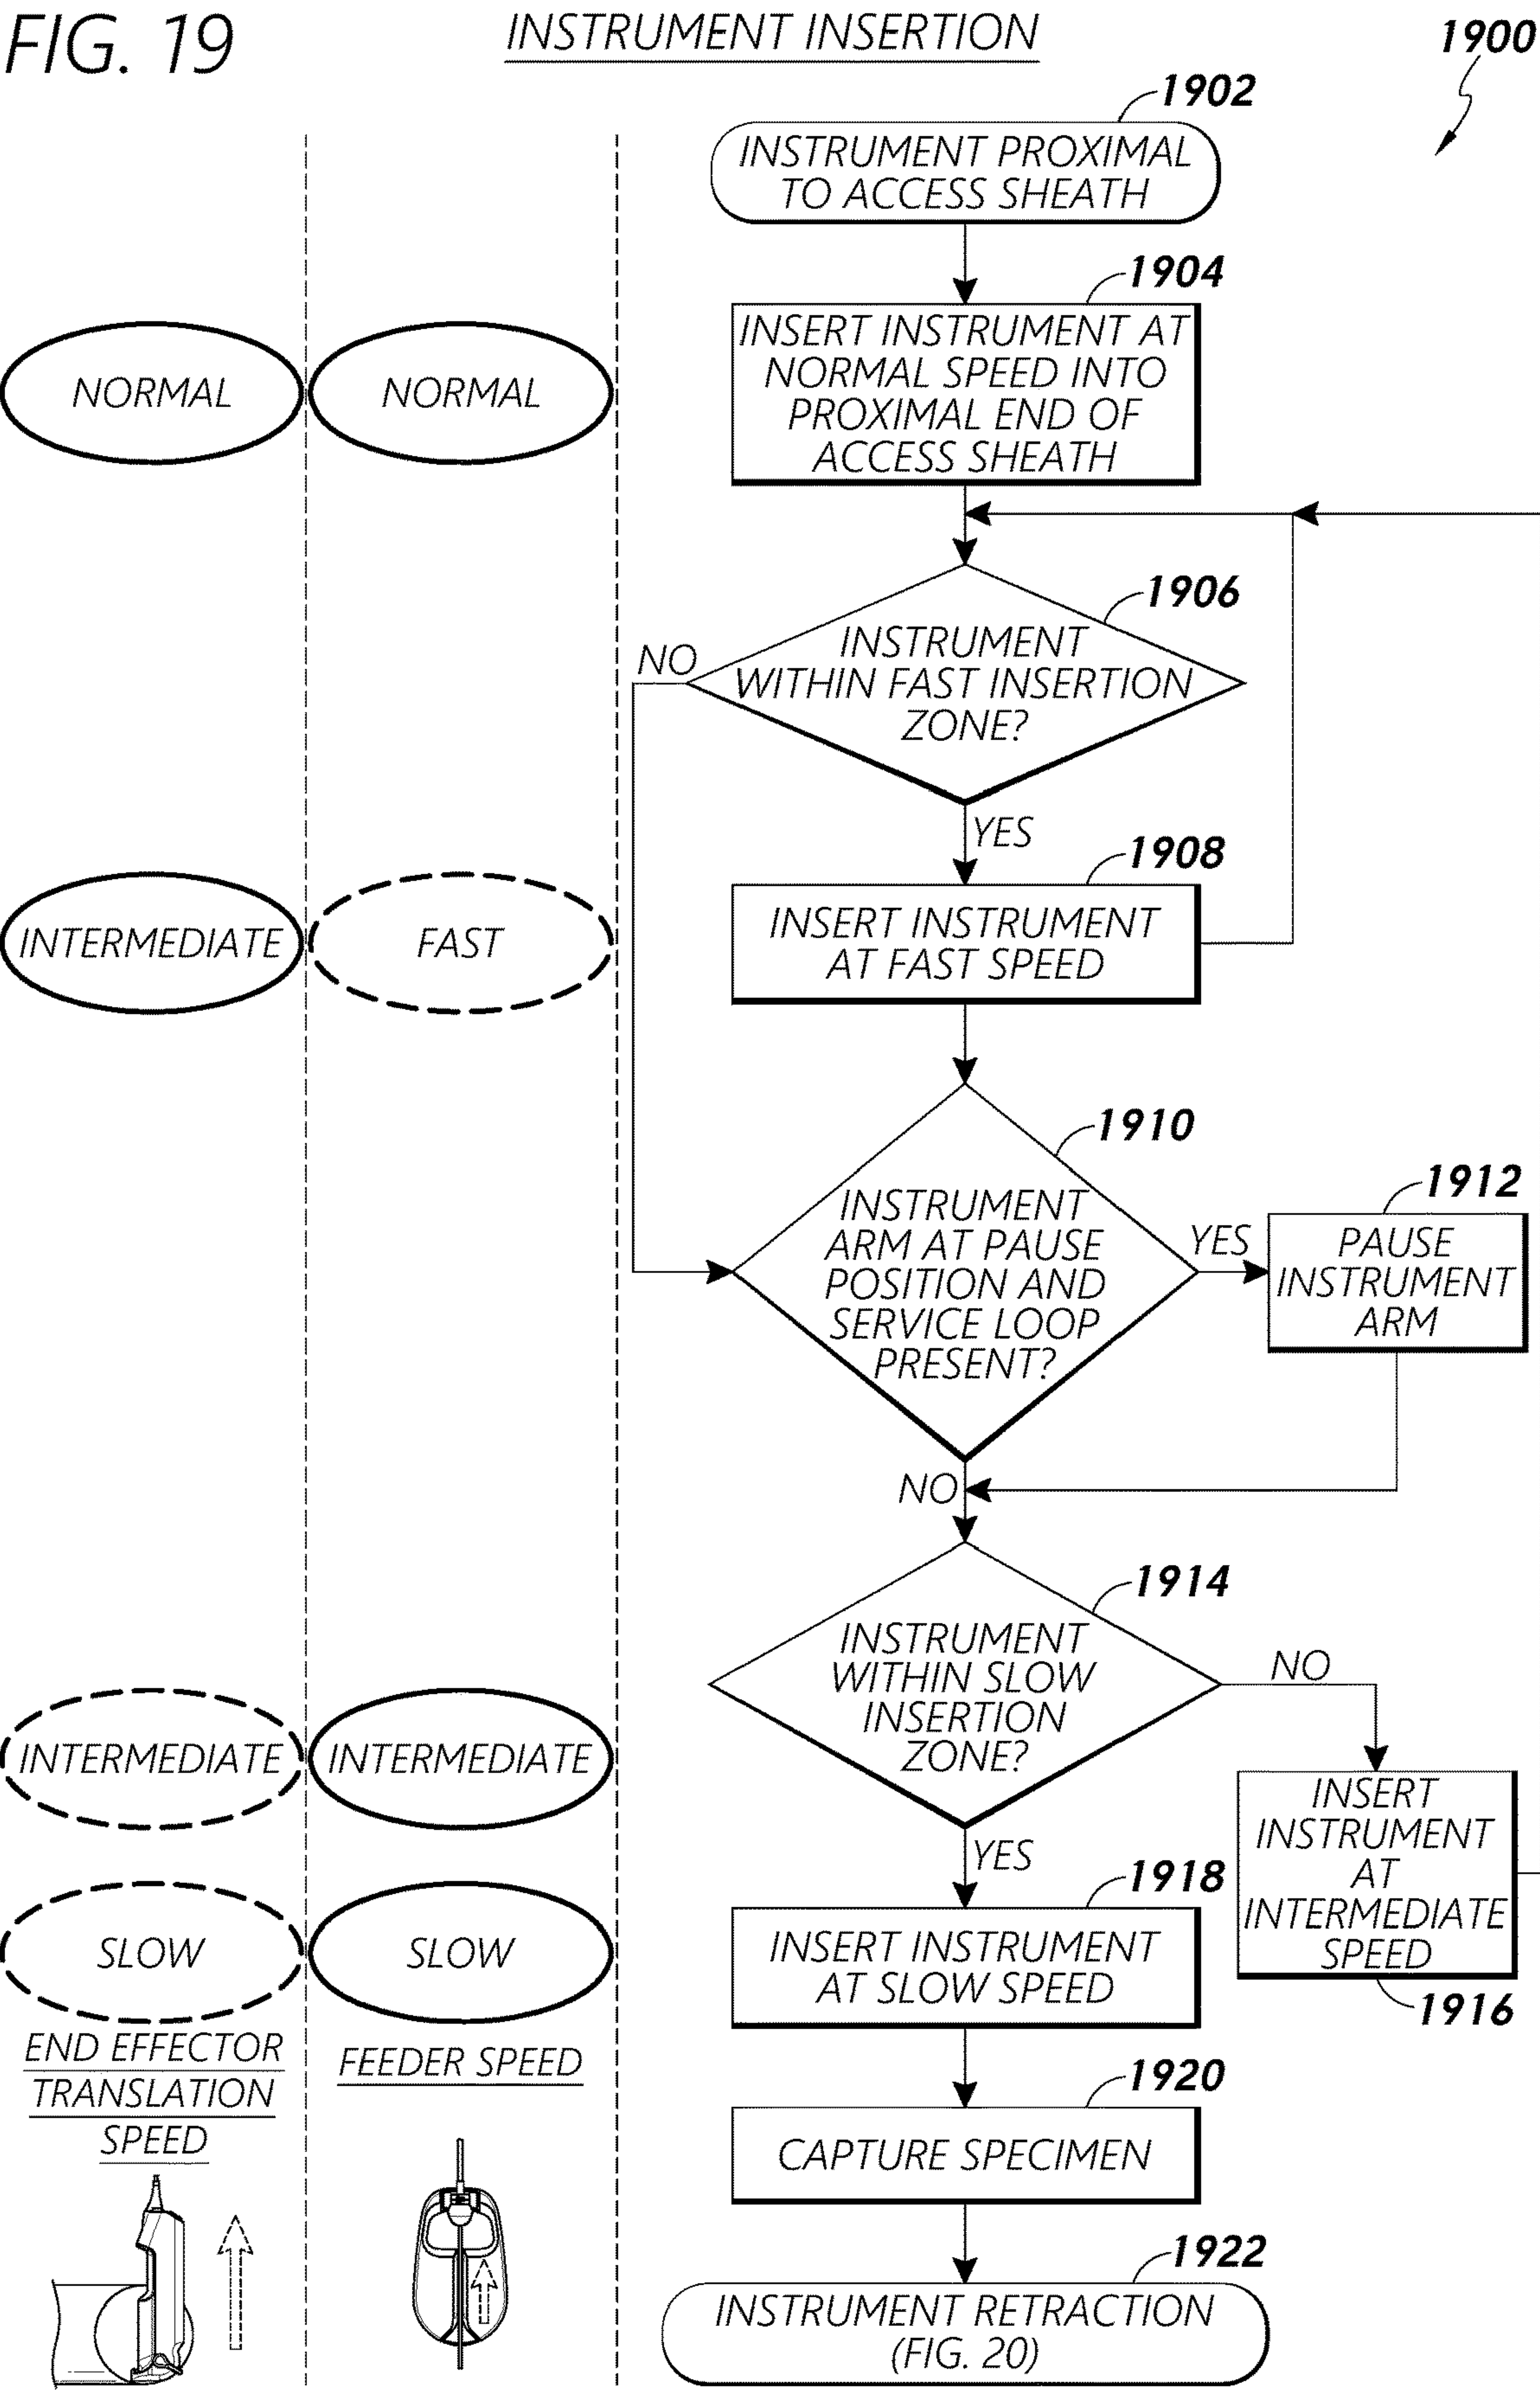 FIG. 19
INSTRUMENT INSERTION
1900
1902
INSTRUMENT PROXIMAL
TO ACCESS SHEATH
1904
INSERT INSTRUMENT AT
NORMAL SPEED INTO
PROXIMAL END OF
ACCESS SHEATH
NORMAL
NORMAL
1906
INSTRUMENT
WITHIN FAST INSERTION
ZONE?
NO
YES
1908
INSERT INSTRUMENT
AT FAST SPEED
INTERMEDIATE
FAST
1910
INSTRUMENT
ARM AT PAUSE
POSITION AND
SERVICE LOOP
PRESENT?
YES
1912
PAUSE
INSTRUMENT
ARM
NO
1914
INSTRUMENT
WITHIN SLOW
INSERTION
ZONE?
NO
INTERMEDIATE
INTERMEDIATE
INSERT
INSTRUMENT
AT
INTERMEDIATE
SPEED
1916
YES
1918
INSERT INSTRUMENT
AT SLOW SPEED
SLOW
SLOW
END EFFECTOR
TRANSLATION
SPEED
FEEDER SPEED
1920
CAPTURE SPECIMEN
1922
INSTRUMENT RETRACTION
(FIG. 20)